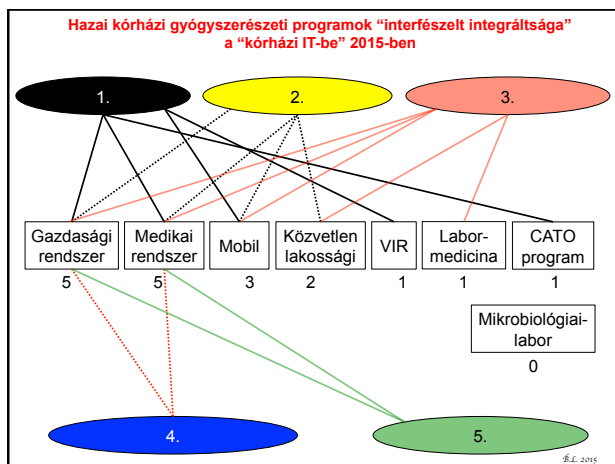 Hazai kórházi gyógyszerészeti programok “interfészelt integráltsága”
a “kórházi IT-be” 2015-ben
1.
2.
3.
Gazdasági
rendszer
5
Medikai
rendszer
5
Mobil
3
Közvetlen
lakossági
2
VIR
1
Labor-
medicina
1
CATO
program
1
Mikrobiológiai-
labor
0
4.
5.
B.L. 2015